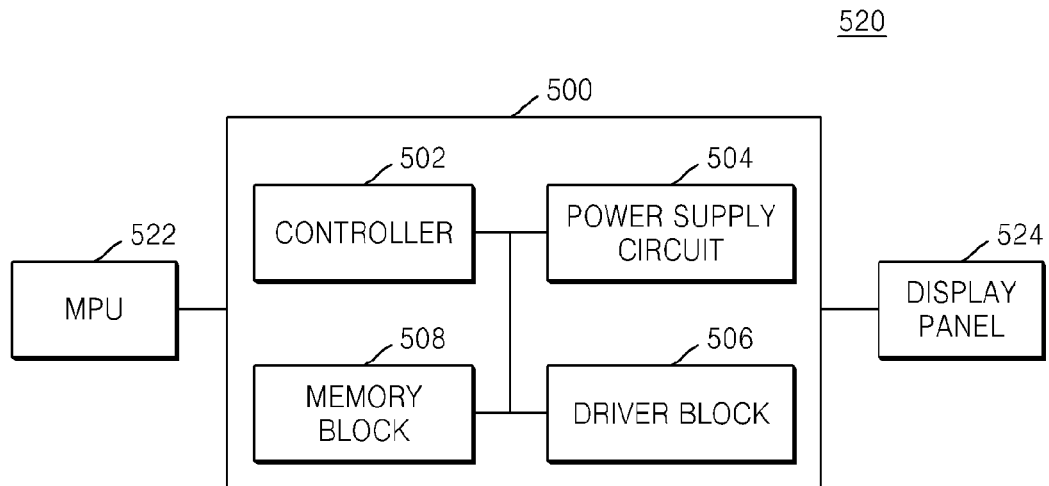 520
500
502
504
CONTROLLER
POWER SUPPLY
CIRCUIT
522
MPU
524
DISPLAY
PANEL
508
506
MEMORY
BLOCK
DRIVER BLOCK